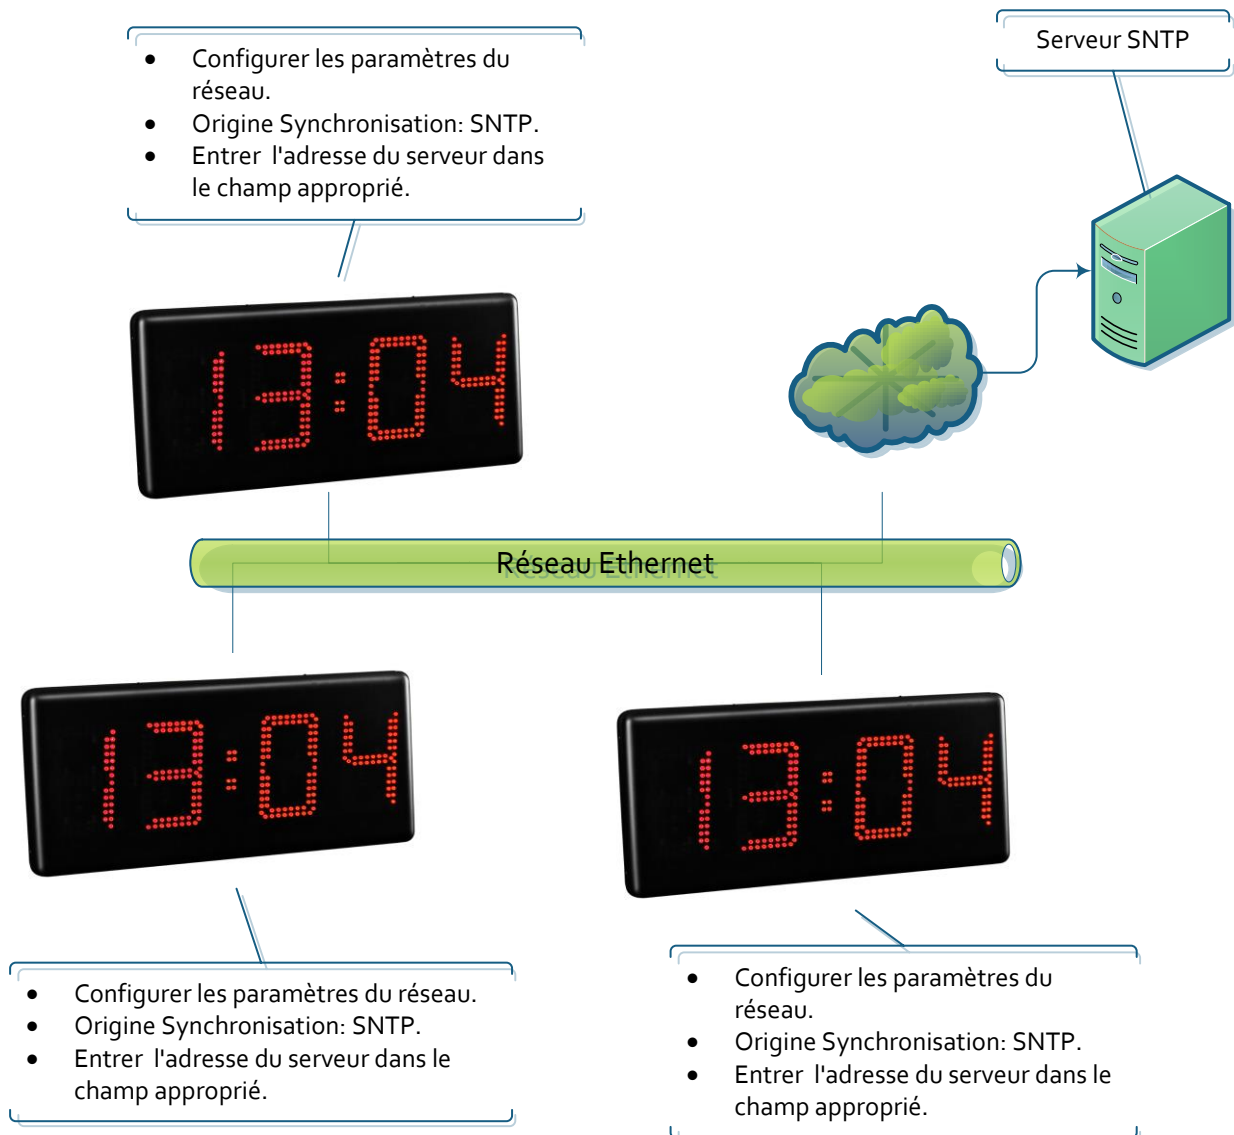 • Configurer les paramètres du
réseau.
• Origine Synchronisation: SNTP.
• Entrer l'adresse du serveur dans
le champ approprié.
Serveur SNTP
13:04
Réseau Ethernet
13:04
13:04
• Configurer les paramètres du réseau.
• Origine Synchronisation: SNTP.
• Entrer l'adresse du serveur dans le
champ approprié.
• Configurer les paramètres du
réseau.
• Origine Synchronisation: SNTP.
• Entrer l'adresse du serveur dans le
champ approprié.